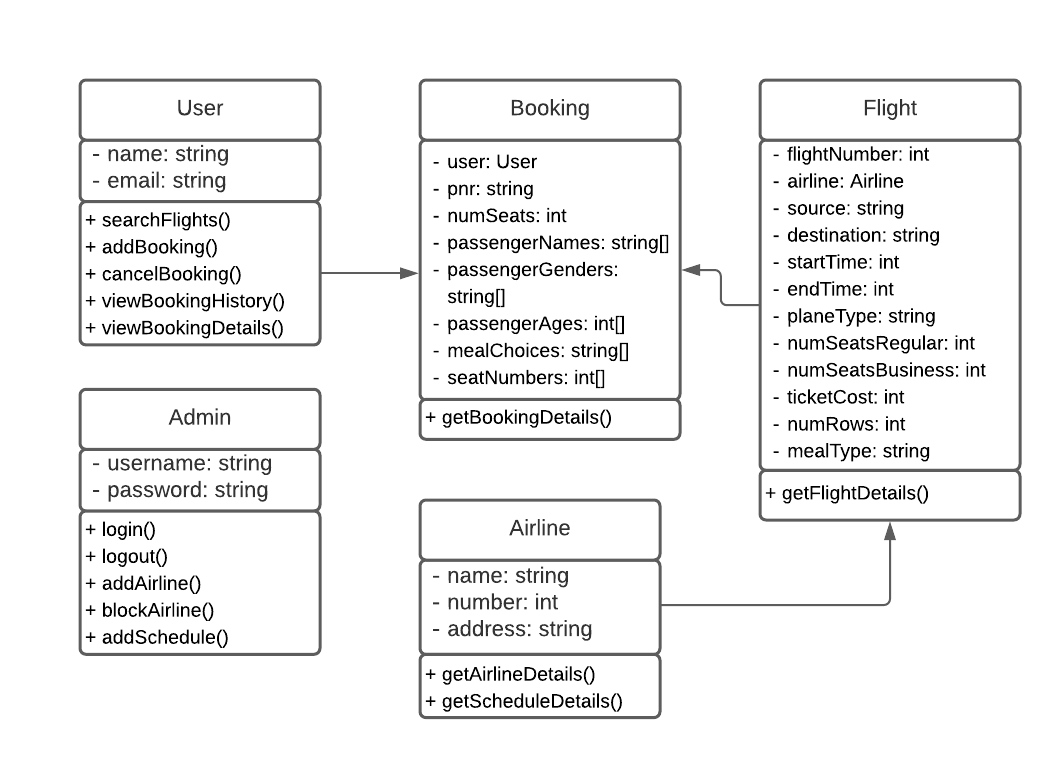 User
- name: string
- email: string
+ searchFlights()
+ addBooking()
+ cancelBooking()
+ viewBookingHistory()
+ viewBookingDetails()
Admin
- username: string
- password: string
+ login()
+ logout()
+ addAirline()
+ blockAirline()
+ addSchedule()
Booking
- user: User
- pnr: string
- numSeats: int
- passengerNames: string[]
- passengerGenders:
string[]
- passengerAges: int[]
- mealChoices: string[]
- seatNumbers: int[]
+ getBookingDetails()
Airline
- name: string
- number: int
- address: string
+ getAirlineDetails()
+ getScheduleDetails()
Flight
- flightNumber: int
- airline: Airline
- source: string
- destination: string
- startTime: int
- endTime: int
- planeType: string
- numSeatsRegular: int
- numSeatsBusiness: int
- ticketCost: int
- numRows: int
- mealType: string
+ getFlightDetails()